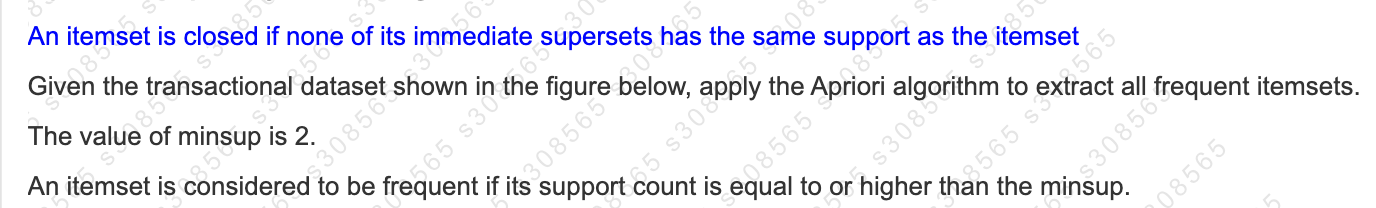 An itemset is closed if none of its immediate supersets has the same support as the itemset
Given the transactional dataset shown in the figure below, apply the Apriori algorithm to extract all frequent itemsets.
The value of minsup is 2.
An itemset is considered to be frequent if its support count is equal to or higher than the minsup.
s308565